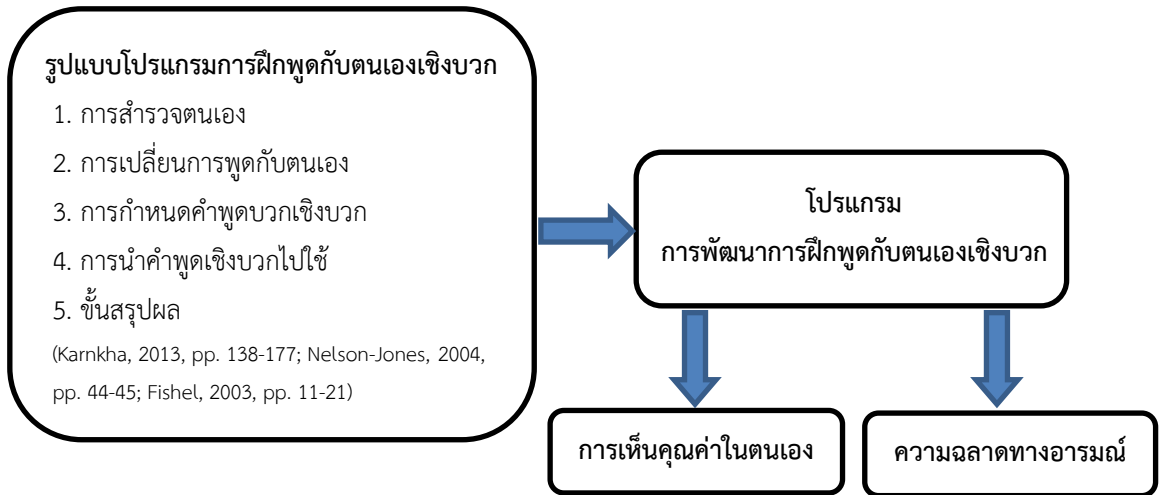 รูปแบบโปรแกรมการฝึกพูดกับตนเองเชิงบวก
1. การสำรวจตนเอง
2. การเปลี่ยนการพูดกับตนเอง
3. การกำหนดคำพูดบวกเชิงบวก
4. การนำคำพูดเชิงบวกไปใช้
5. ขั้นสรุปผล
(Karnkha, 2013, pp. 138-177; Nelson-Jones, 2004,
pp. 44-45; Fishel, 2003, pp. 11-21)
โปรแกรม
การพัฒนาการฝึกพูดกับตนเองเชิงบวก
การเห็นคุณค่าในตนเอง
ความฉลาดทางอารมณ์